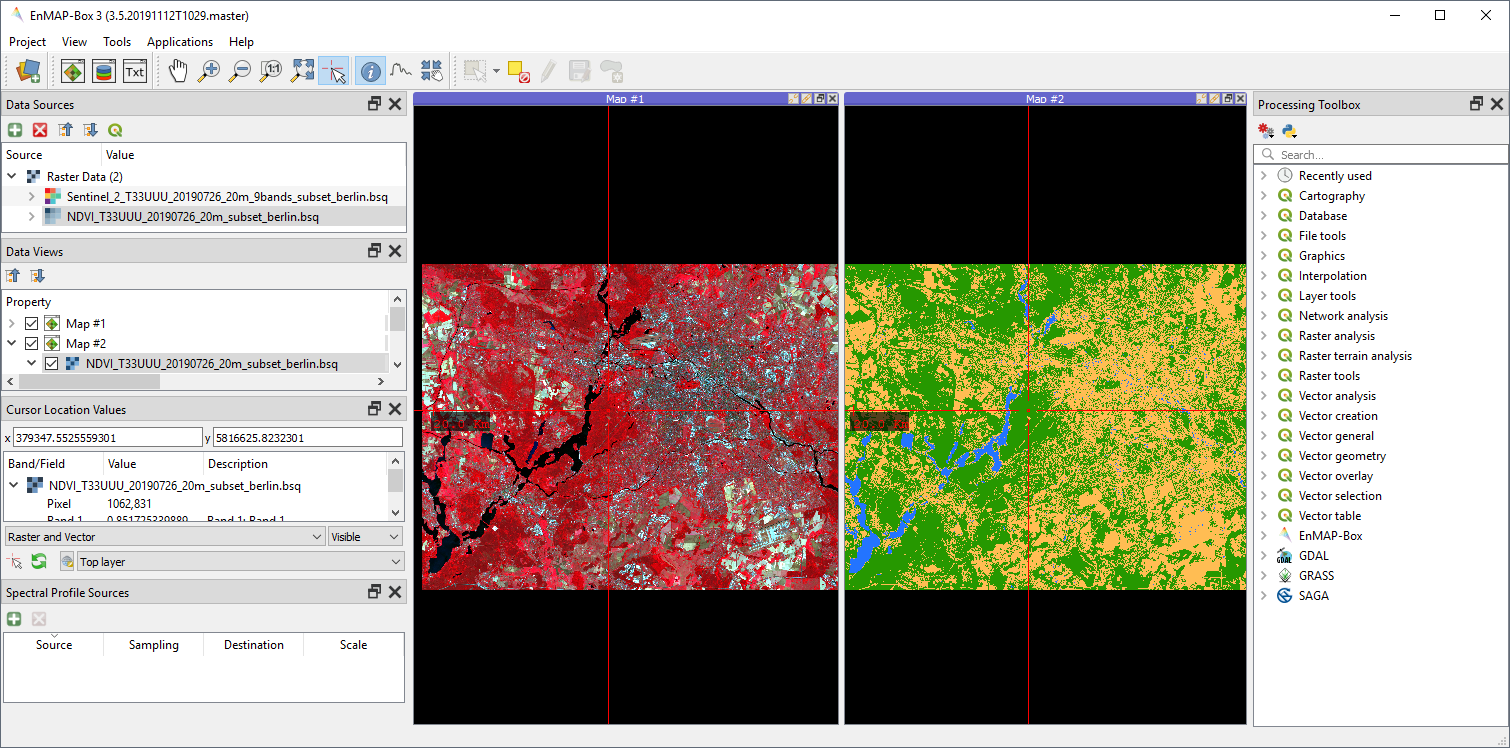 EnMAP-Box 3 (3.5.20191112T1029.master)
Project View Tools Applications Help
Txt 1:1
Data Sources
Source Value
Raster Data (2)
Sentinel_2_T33UUU_20190726_20m_9bands_subset_berlin.bsq
NDVI_T33UUU_20190726_20m_subset_berlin.bsq
Data Views
Property
Map #1
Map #2
NDVI_T33UUU_20190726_20m_subset_berlin.bsq
Cursor Location Values
x 379347.5525559301 y 5816625.8232301
Band/Field Value Description
NDVI_T33UUU_20190726_20m_subset_berlin.bsq
Pixel 1062,831
Band 1 0.851725339889 Band 1: Band 1
Raster and Vector Visible
Top layer
Spectral Profile Sources
Source Sampling Destination Scale
Map #1
Map #2
Processing Toolbox
Search...
Recently used
Cartography
Database
File tools
Graphics
Interpolation
Layer tools
Network analysis
Raster analysis
Raster terrain analysis
Raster tools
Vector analysis
Vector creation
Vector general
Vector geometry
Vector overlay
Vector selection
Vector table
EnMAP-Box
GDAL
GRASS
SAGA